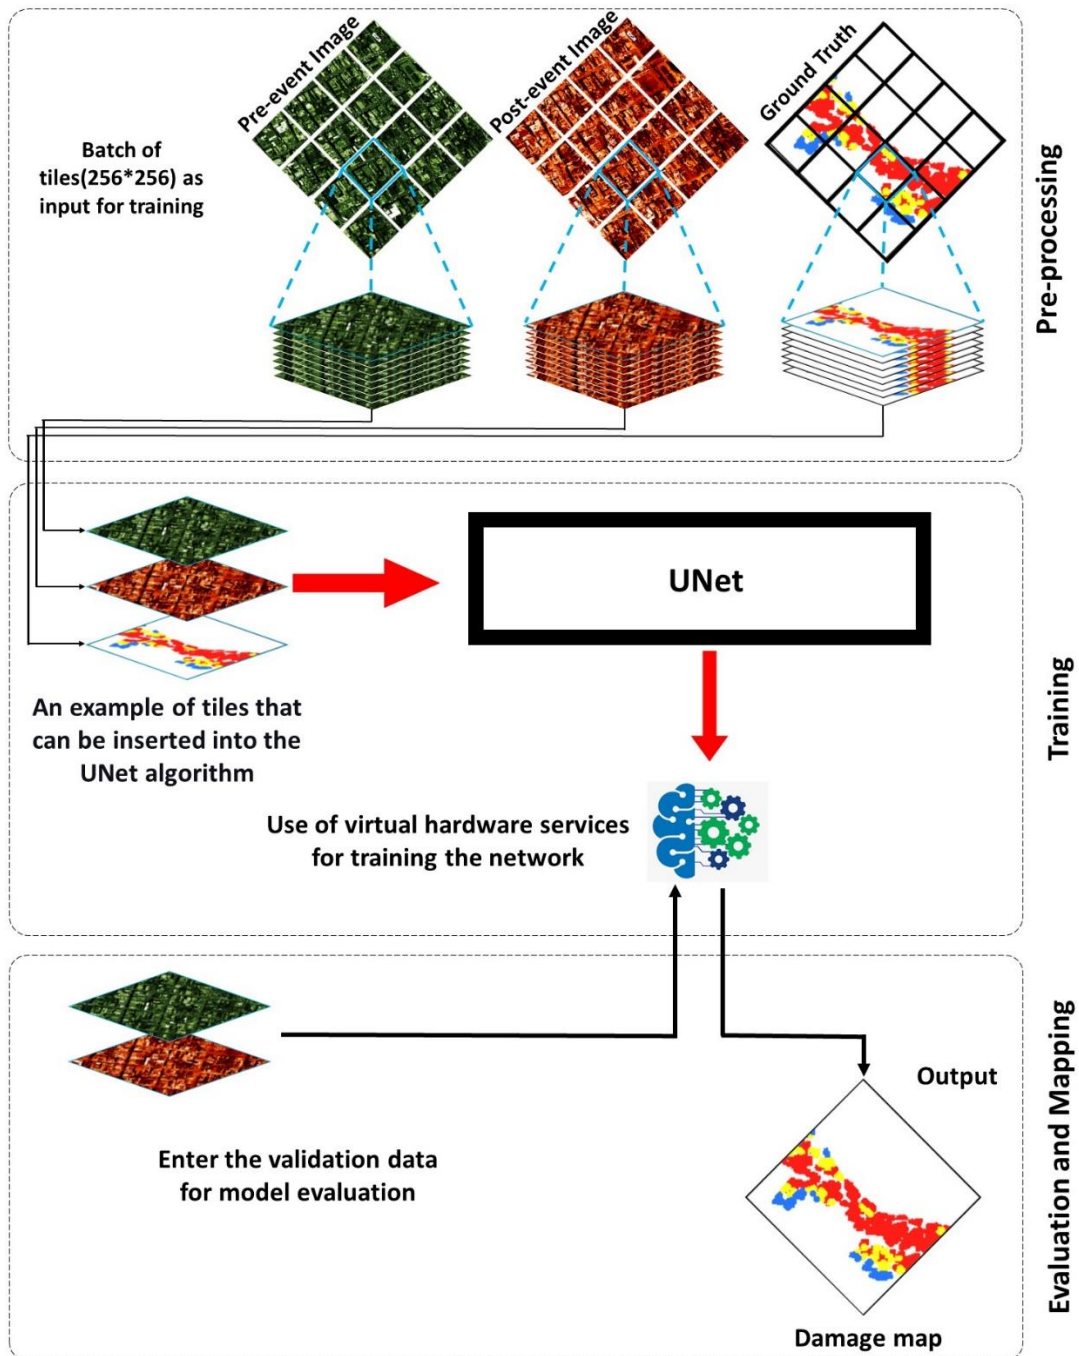 Pre-event Image
Post-event Image
Ground Truth
Batch of
tiles(256*256) as
input for training
Pre-processing
UNet
An example of tiles that
can be inserted into the
UNet algorithm
Use of virtual hardware services
for training the network
Training
Output
Enter the validation data
for model evaluation
Damage map
Evaluation and Mapping